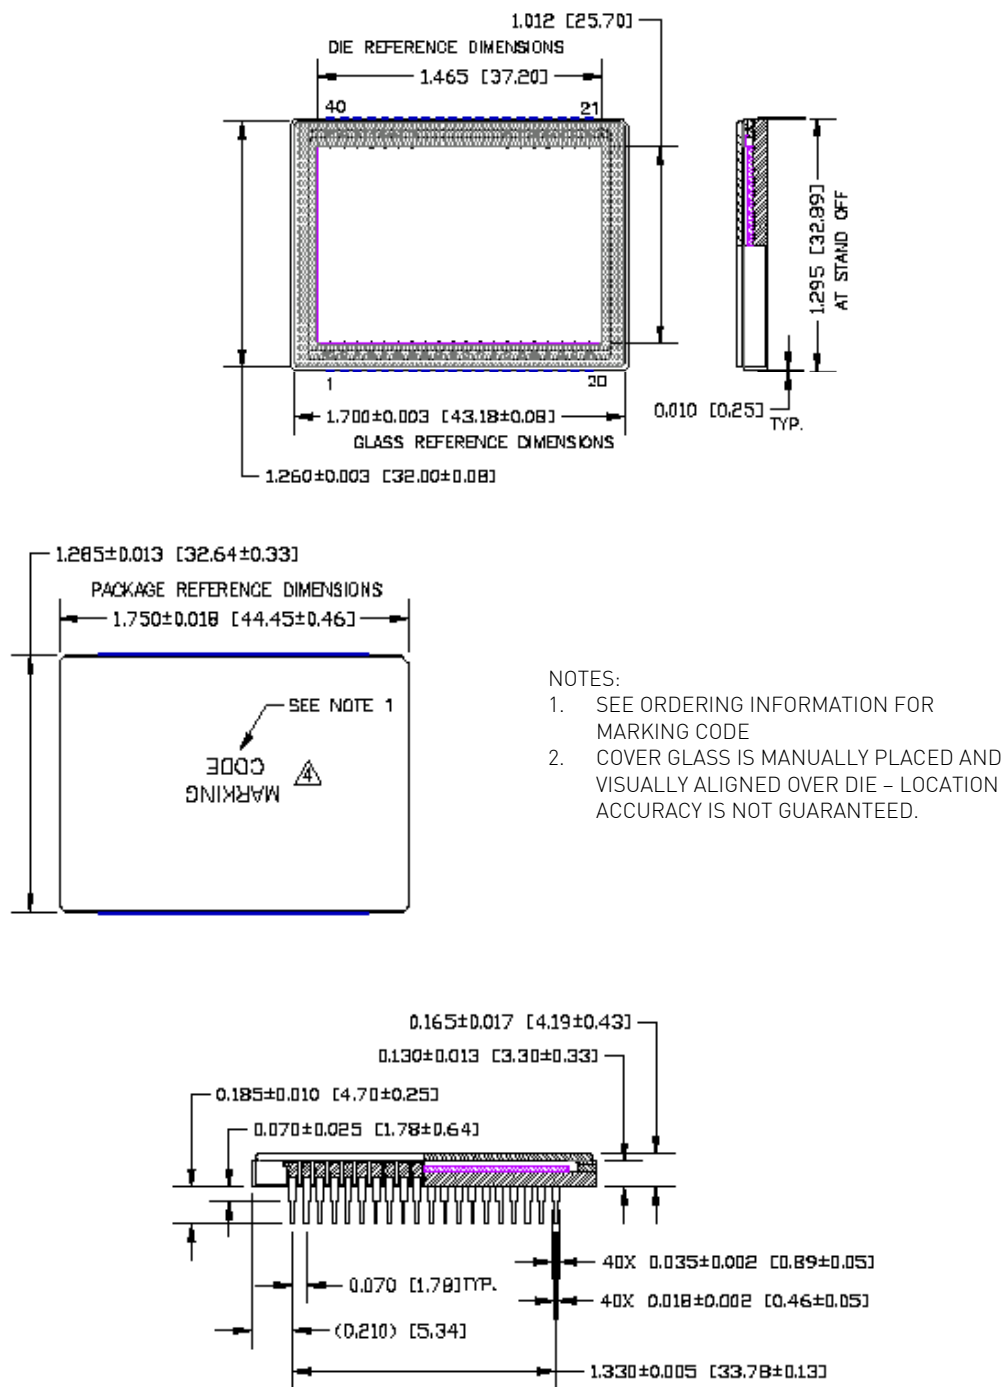 1.012 [25.70]
DIE REFERENCE DIMENSIONS
1.465 [37.20]
40
21
1.295 [32.89]
AT STAND OFF
1
20
0.010 [0.25]
TYP.
1.700±0.003 [43.18±0.08]
GLASS REFERENCE DIMENSIONS
1.260±0.003 [32.00±0.08]
1.285±0.013 [32.64±0.33]
PACKAGE REFERENCE DIMENSIONS
1.750±0.018 [44.45±0.46]
SEE NOTE 1
MARKING
CODE
4
NOTES:
1. SEE ORDERING INFORMATION FOR
MARKING CODE
2. COVER GLASS IS MANUALLY PLACED AND
VISUALLY ALIGNED OVER DIE – LOCATION
ACCURACY IS NOT GUARANTEED.
0.165±0.017 [4.19±0.43]
0.130±0.013 [3.30±0.33]
0.185±0.010 [4.70±0.25]
0.070±0.025 [1.78±0.64]
40X 0.035±0.002 [0.89±0.05]
0.070 [1.78]TYP.
40X 0.018±0.002 [0.46±0.05]
(0.210) [5.34]
1.330±0.005 [33.78±0.13]